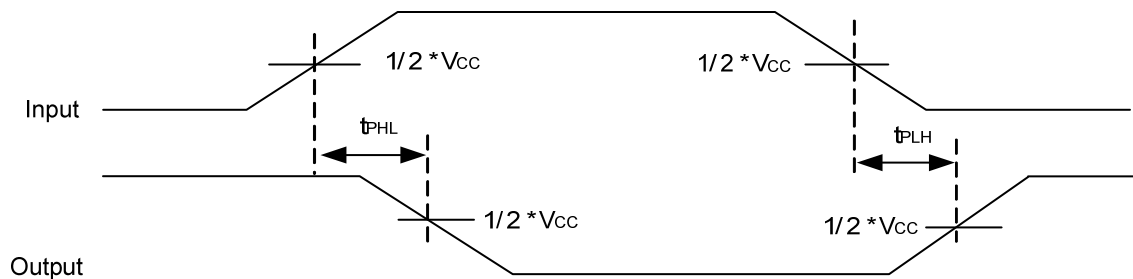 1/2*VCC
1/2*VCC
Input
tPHL
tPLH
1/2*VCC
1/2*VCC
Output